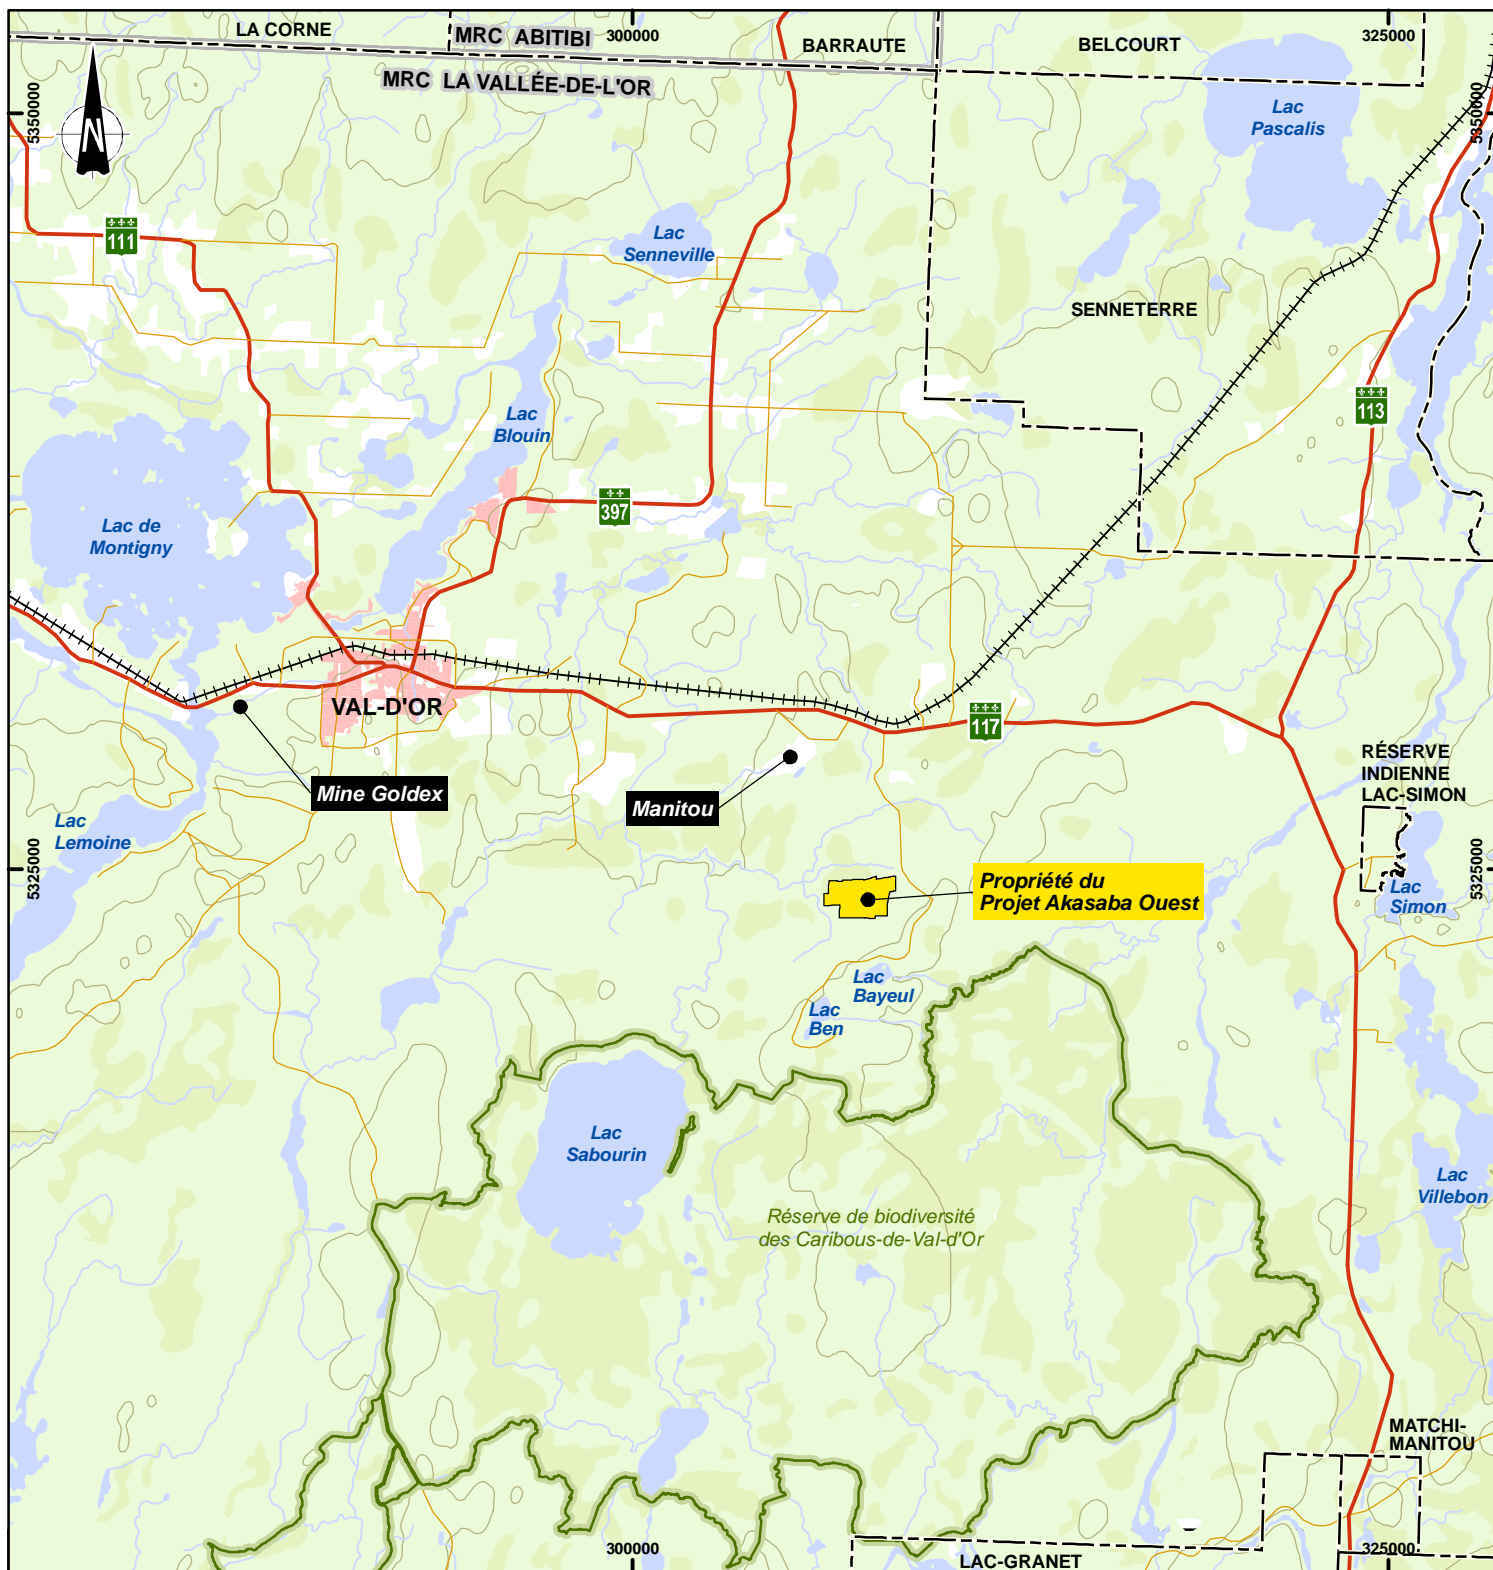 LA CORNE
MRC ABITIBI
300000
BARRAUTE
BELCOURT
325000
MRC LA VALLÉE-DE-L'OR
5350000
N
Lac
Pascalis
5350000
111
Lac
Senneville
SENNETERRE
113
Lac
Blouin
397
Lac de
Montigny
VAL-D'OR
117
Mine Goldex
Manitou
RÉSERVE
INDIENNE
LAC-SIMON
Lac
Lemoine
5325000
Propriété du
Projet Akasaba Ouest
5325000
Lac
Simon
Lac
Bayeul
Lac
Ben
Lac
Sabourin
Lac
Villebon
Réserve de biodiversité
des Caribous-de-Val-d'Or
MATCHI-
MANITOU
300000
LAC-GRANET
325000